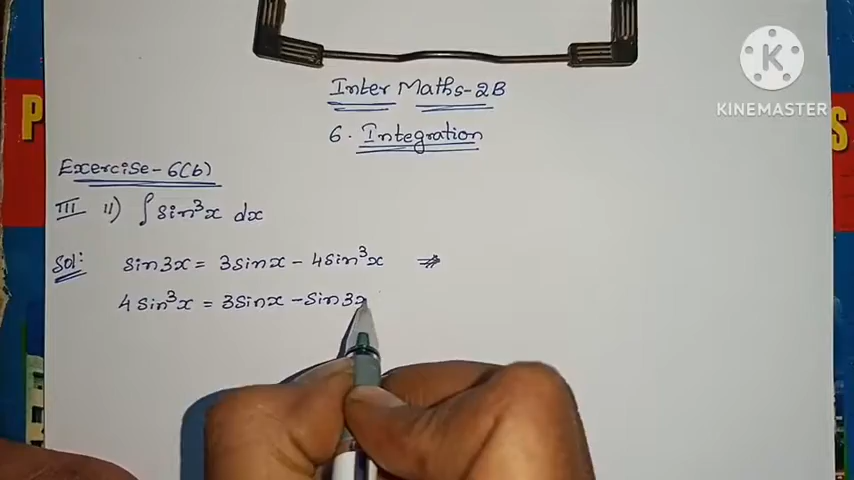 Inter Maths-2B
6. Integration
Exercise-6(b)
III 11) ∫sin³x dx
Sol: sin3x = 3sinx - 4sin³x ⇒
4sin³x = 3sinx - sin3x
K
KINEMASTER